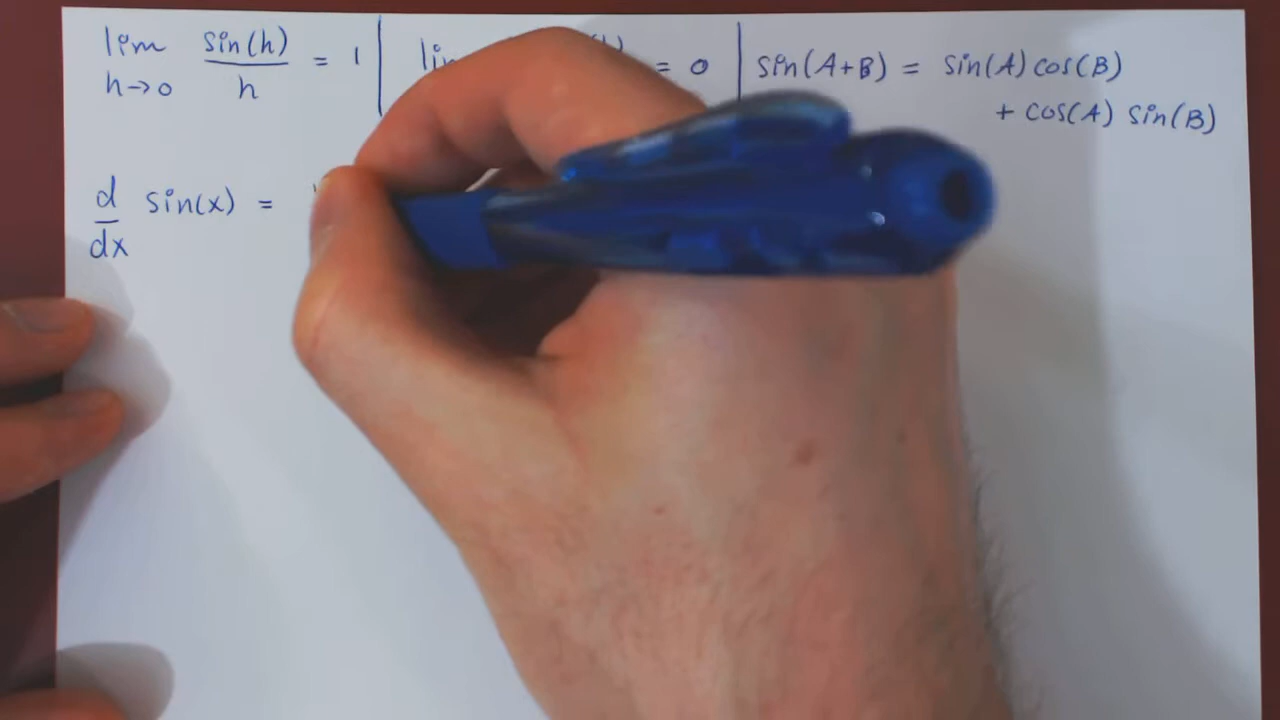 lim sin(h)/h = 1
h→0
= 0
sin(A+B) = sin(A) cos(B)
+ cos(A) sin(B)
d/dx sin(x) =